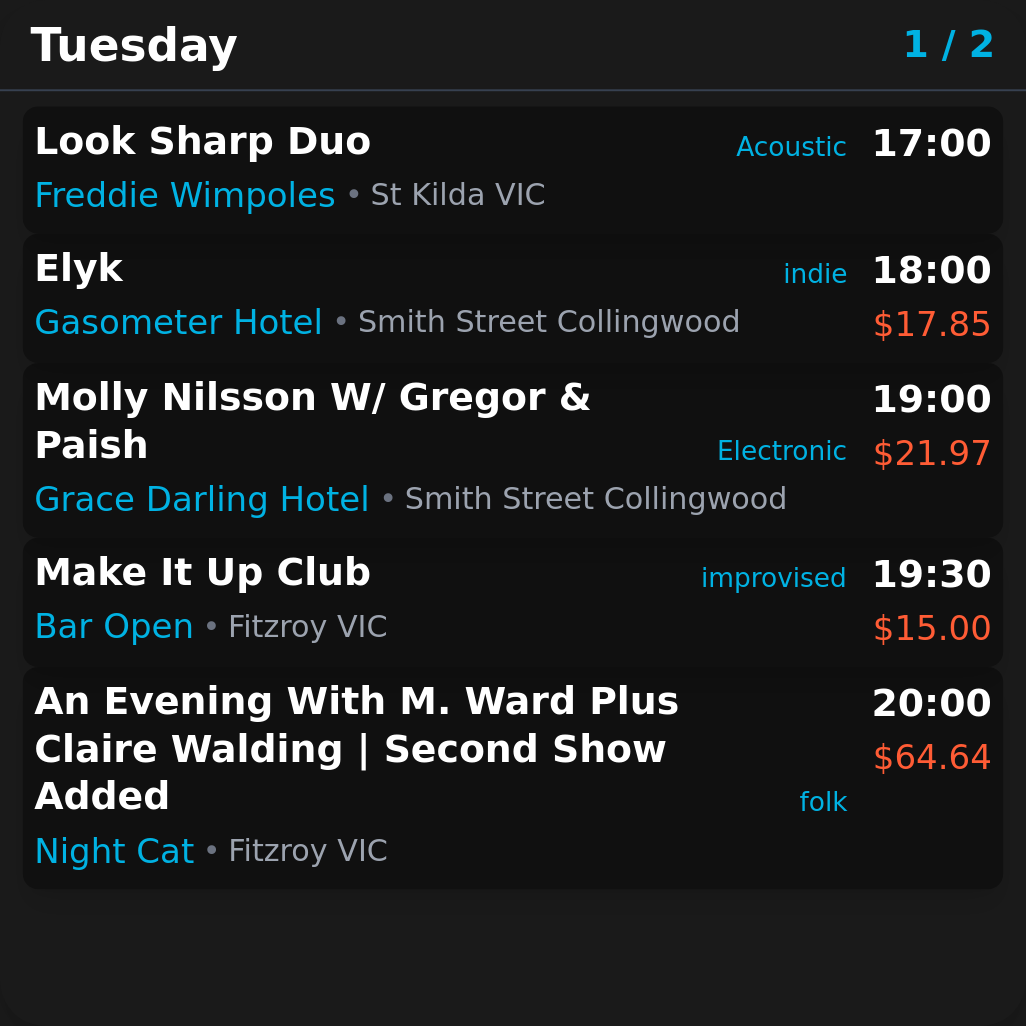 Tuesday 1 / 2
Look Sharp Duo Acoustic 17:00
Freddie Wimpoles • St Kilda VIC
Elyk indie 18:00
Gasometer Hotel • Smith Street Collingwood $17.85
Molly Nilsson W/ Gregor & 19:00
Paish Electronic $21.97
Grace Darling Hotel • Smith Street Collingwood
Make It Up Club improvised 19:30
Bar Open • Fitzroy VIC $15.00
An Evening With M. Ward Plus 20:00
Claire Walding | Second Show $64.64
Added folk
Night Cat • Fitzroy VIC